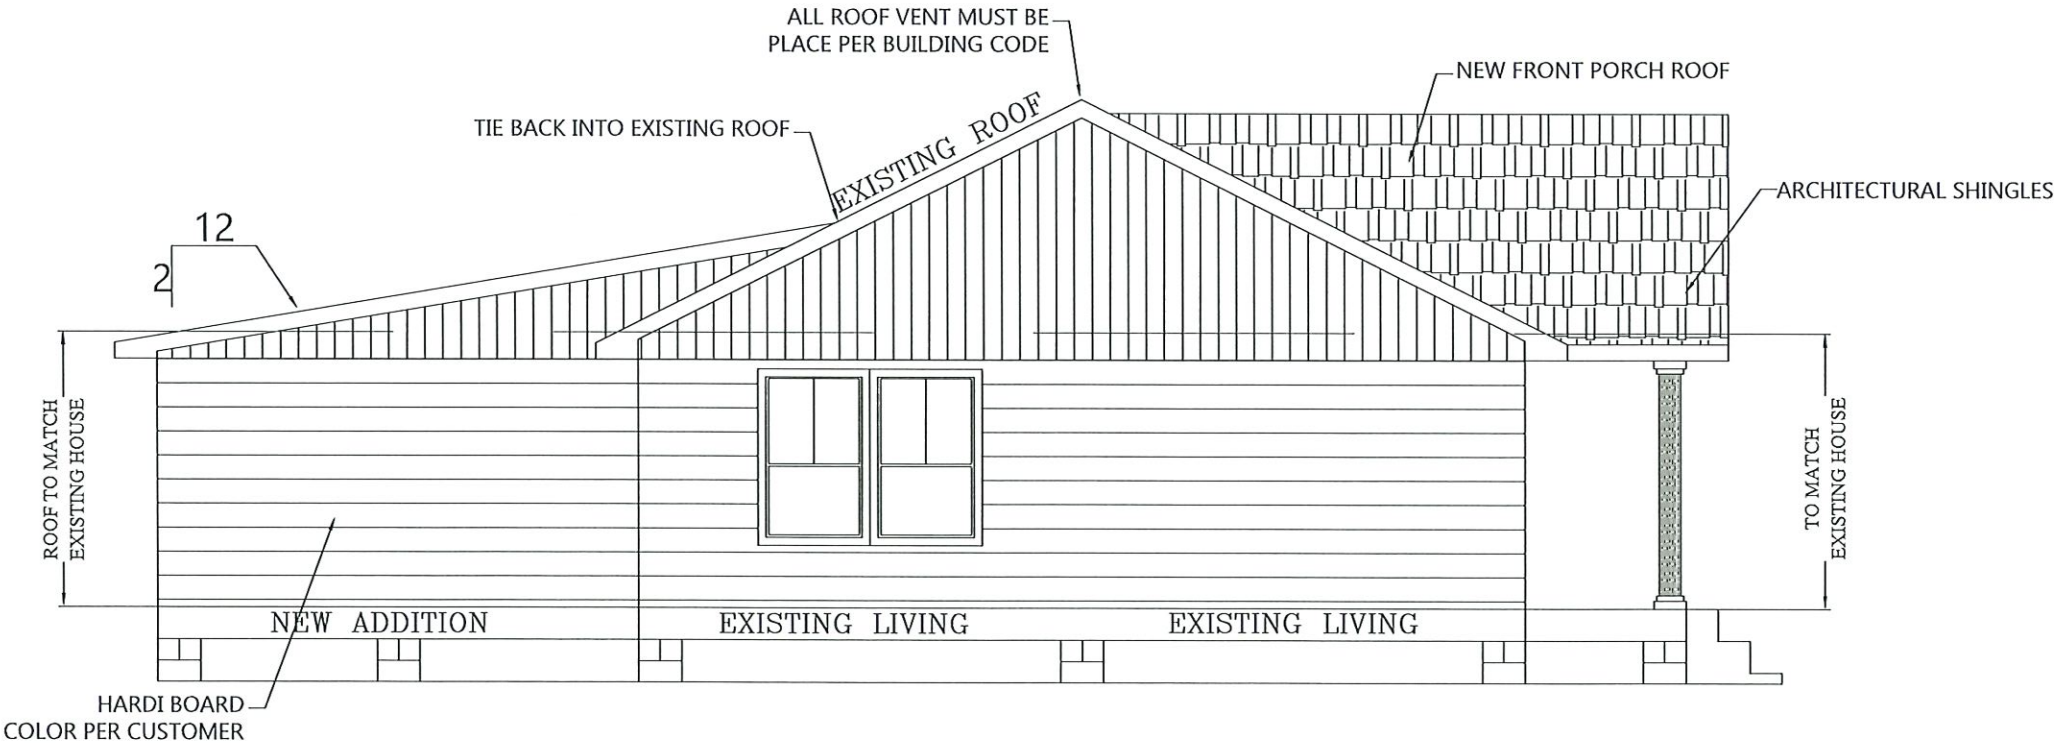 ALL ROOF VENT MUST BE
PLACE PER BUILDING CODE
NEW FRONT PORCH ROOF
TIE BACK INTO EXISTING ROOF
EXISTING ROOF
ARCHITECTURAL SHINGLES
12
2
ROOF TO MATCH
EXISTING HOUSE
TO MATCH
EXISTING HOUSE
NEW ADDITION
EXISTING LIVING
EXISTING LIVING
HARDI BOARD
COLOR PER CUSTOMER